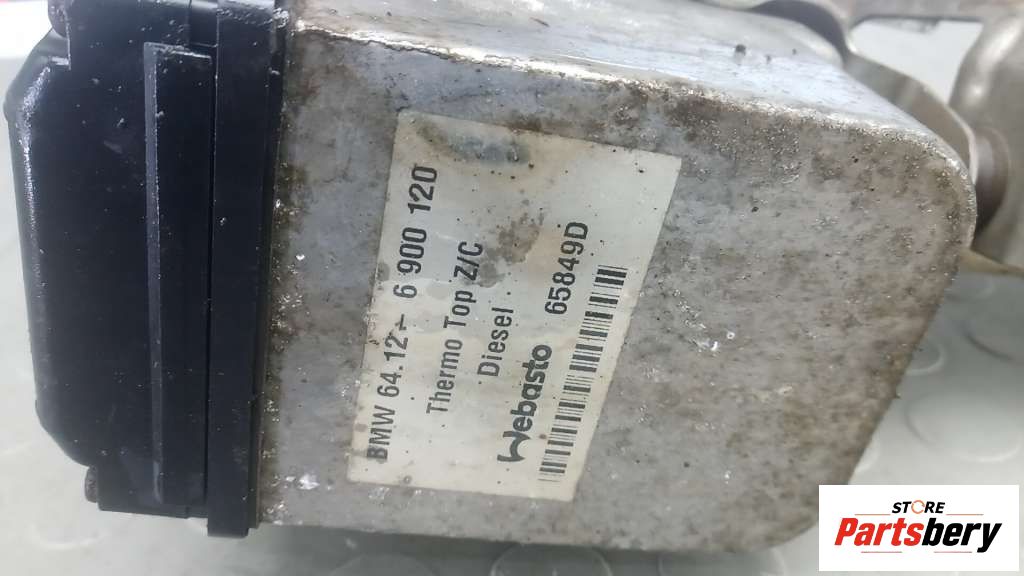 BMW 64.12 - 6 900 120
Thermo Top Z/C
Diesel
Webasto 65849D
STORE
Partsbery